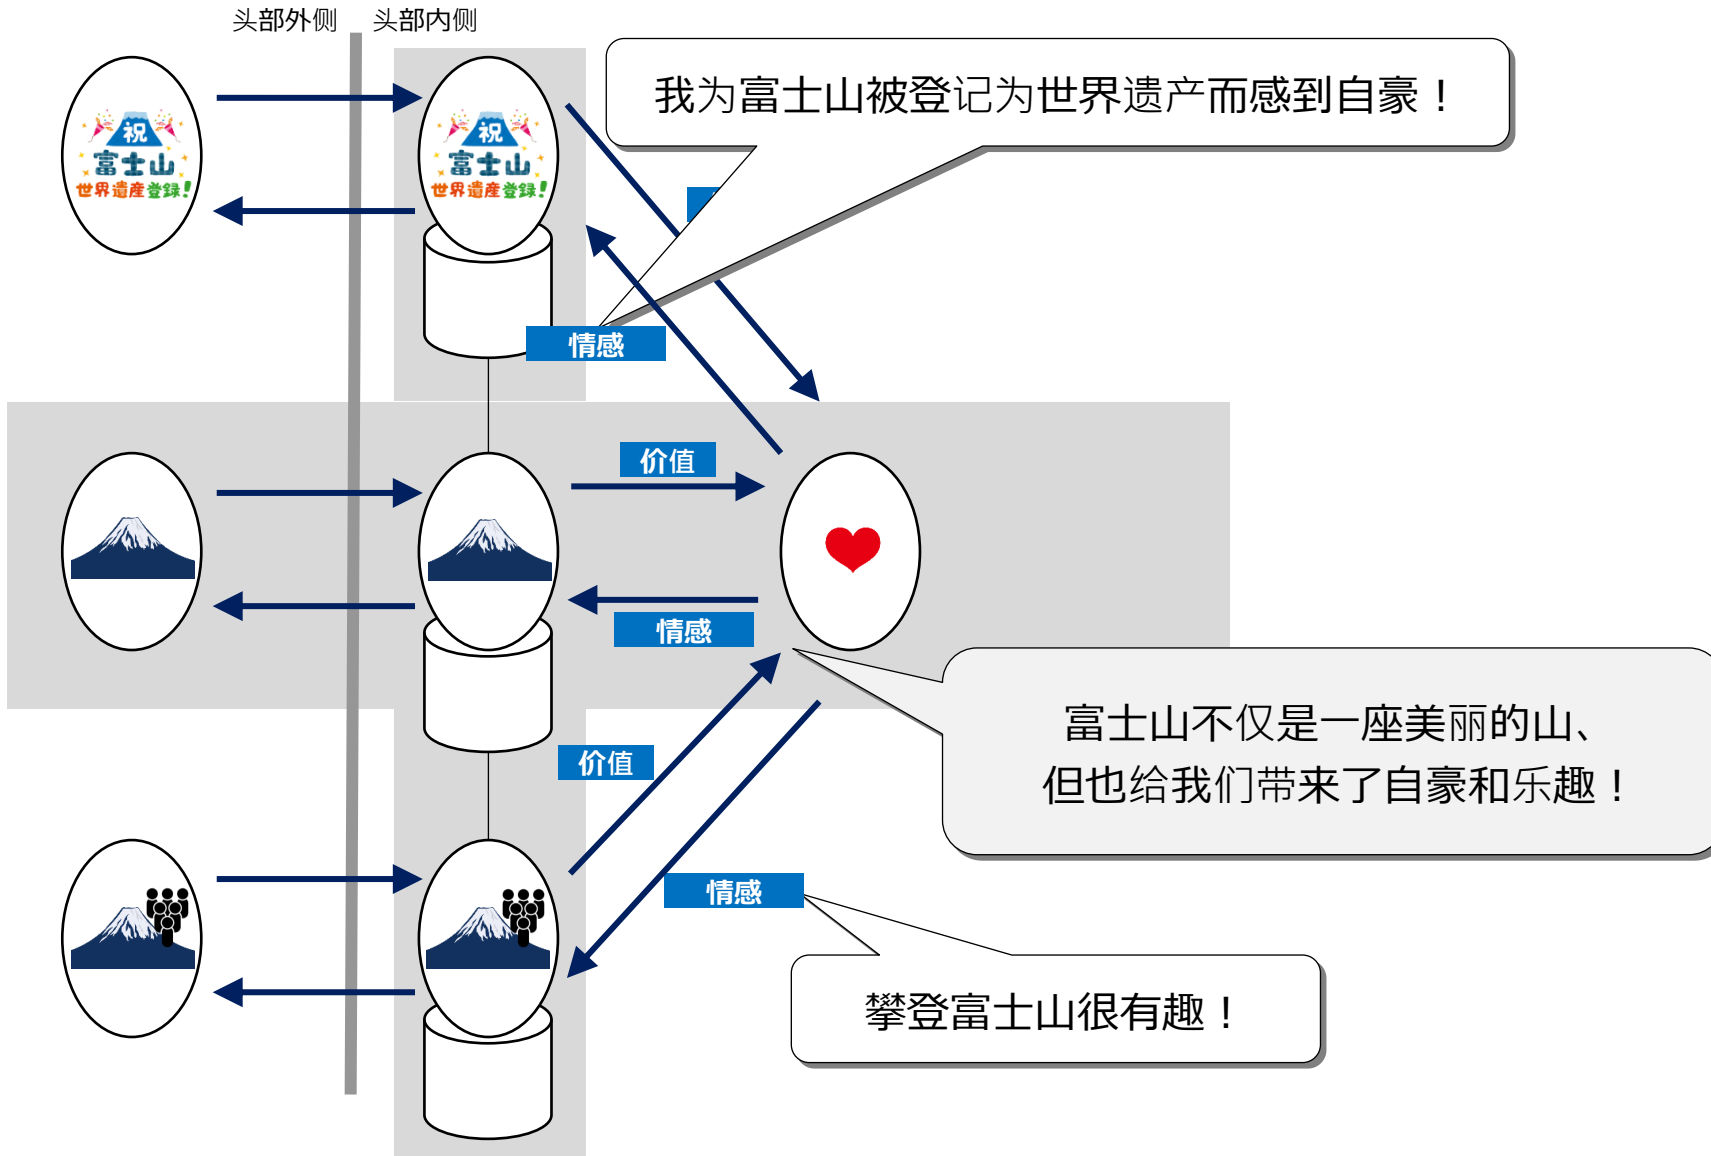 头部外侧
头部内侧
我为富士山被登记为世界遗产而感到自豪！
祝
富士山
世界遺産登録!
祝
富士山
世界遺産登録!
情感
价值
情感
富士山不仅是一座美丽的山、
但也给我们带来了自豪和乐趣！
价值
情感
攀登富士山很有趣！